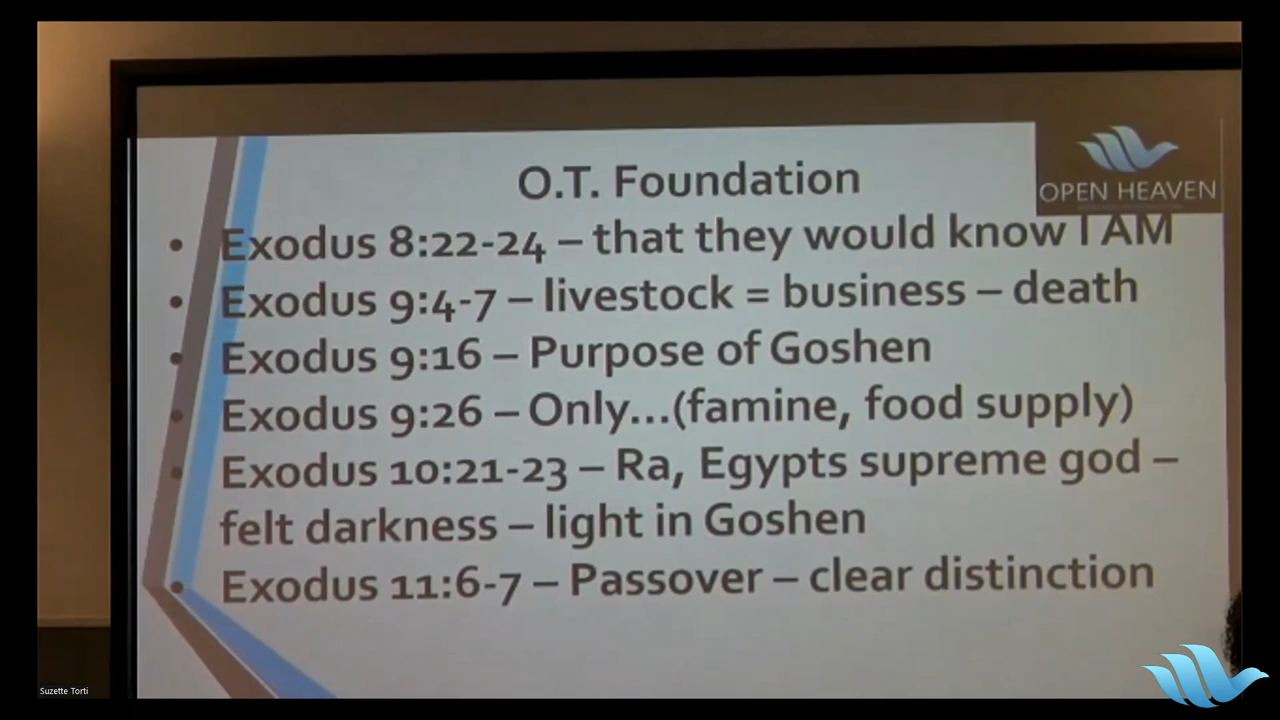 OPEN HEAVEN
O.T. Foundation
• Exodus 8:22-24 – that they would know I AM
• Exodus 9:4-7 – livestock = business – death
• Exodus 9:16 – Purpose of Goshen
• Exodus 9:26 – Only...(famine, food supply)
• Exodus 10:21-23 – Ra, Egypts supreme god –
felt darkness – light in Goshen
• Exodus 11:6-7 – Passover – clear distinction
Suzette Torti